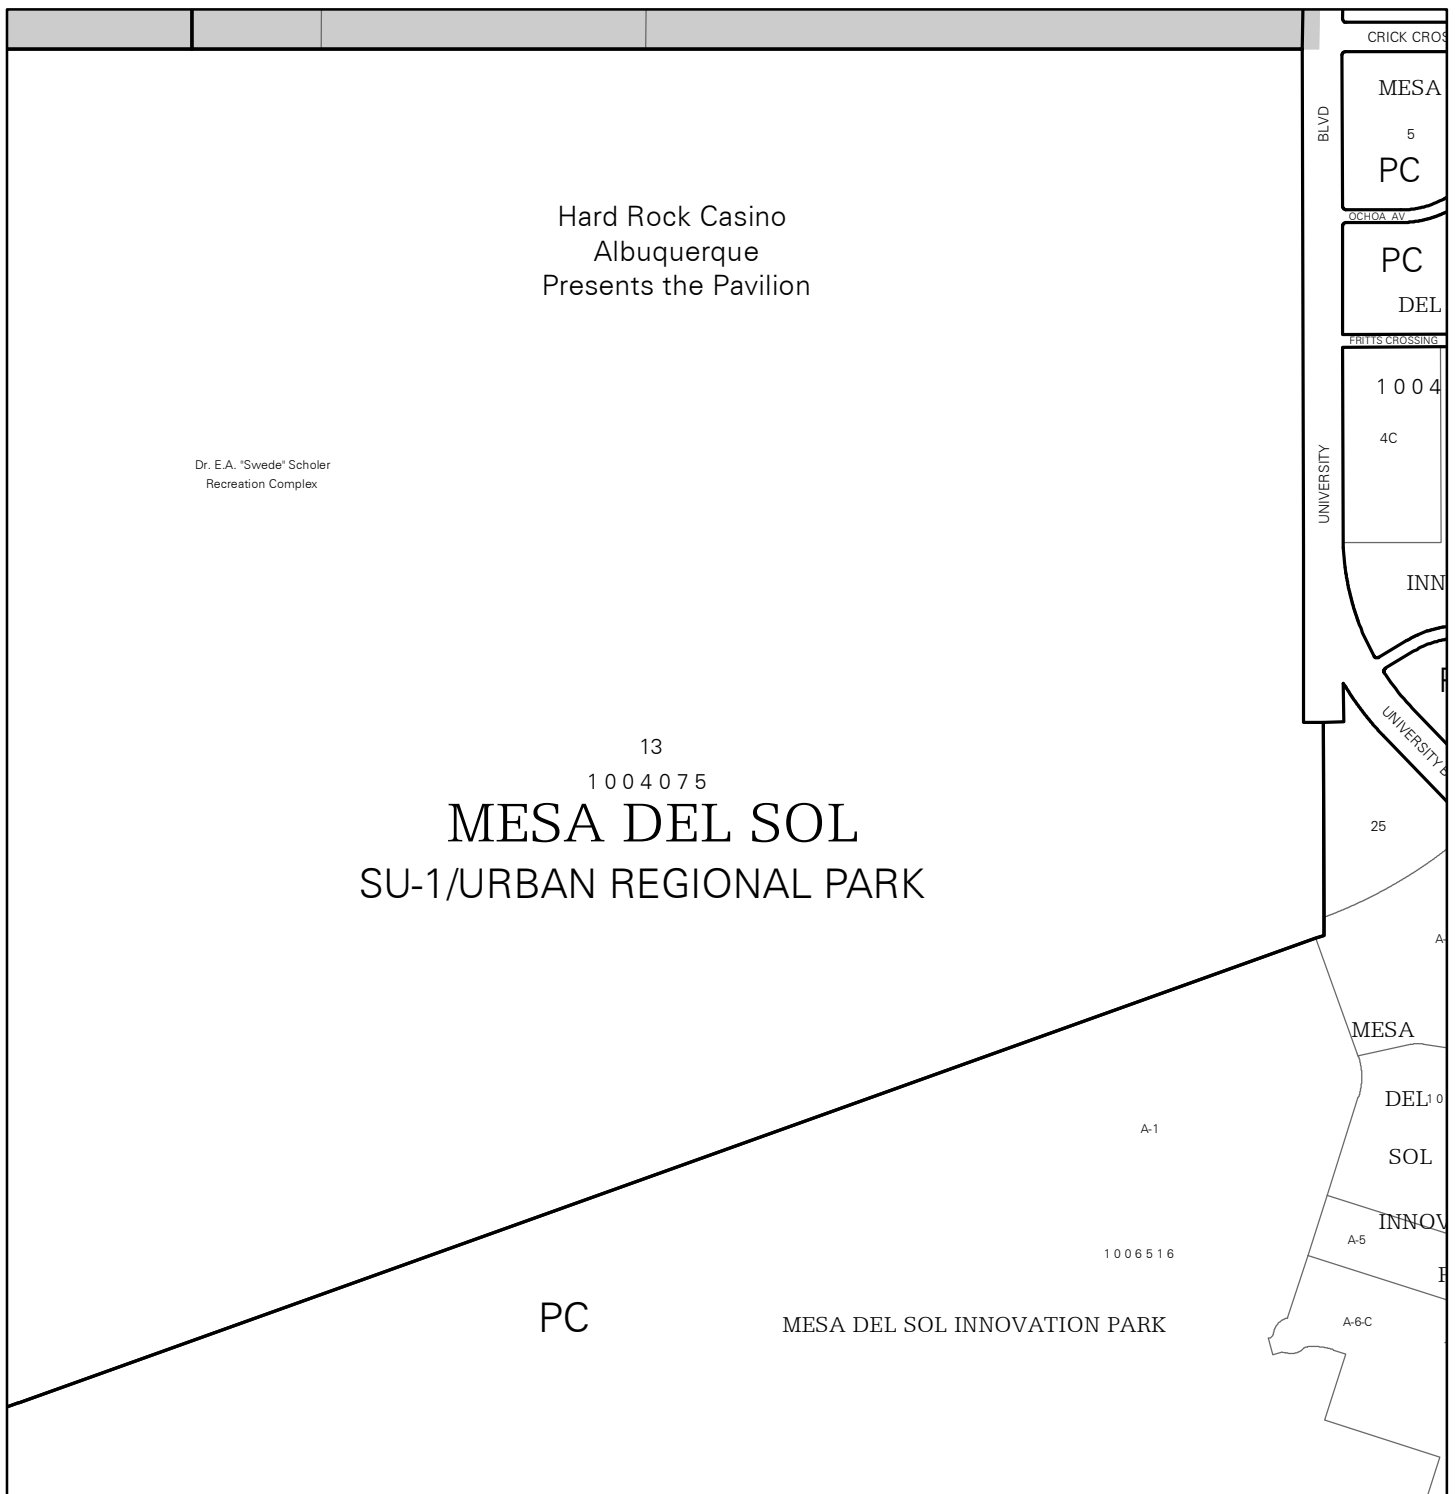 CRICK CROS
MESA
BLVD
5
PC
Hard Rock Casino
Albuquerque
Presents the Pavilion
OCHOA AV
PC
DEL
FRITTS CROSSING
1004
4C
Dr. E.A. "Swede" Scholer
Recreation Complex
UNIVERSITY
INN
UNIVERSITY B
13
1004075
MESA DEL SOL
SU-1/URBAN REGIONAL PARK
25
A-
MESA
DEL
10
A-1
SOL
INNOV
A-5
1006516
PC
MESA DEL SOL INNOVATION PARK
A-6-C